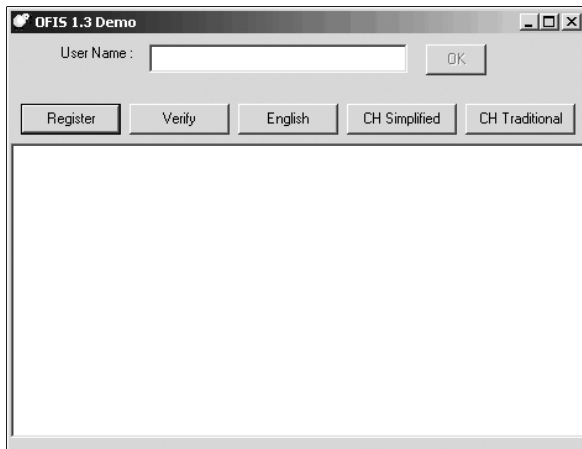 OFIS 1.3 Demo
User Name :
OK
Register Verify English CH Simplified CH Traditional